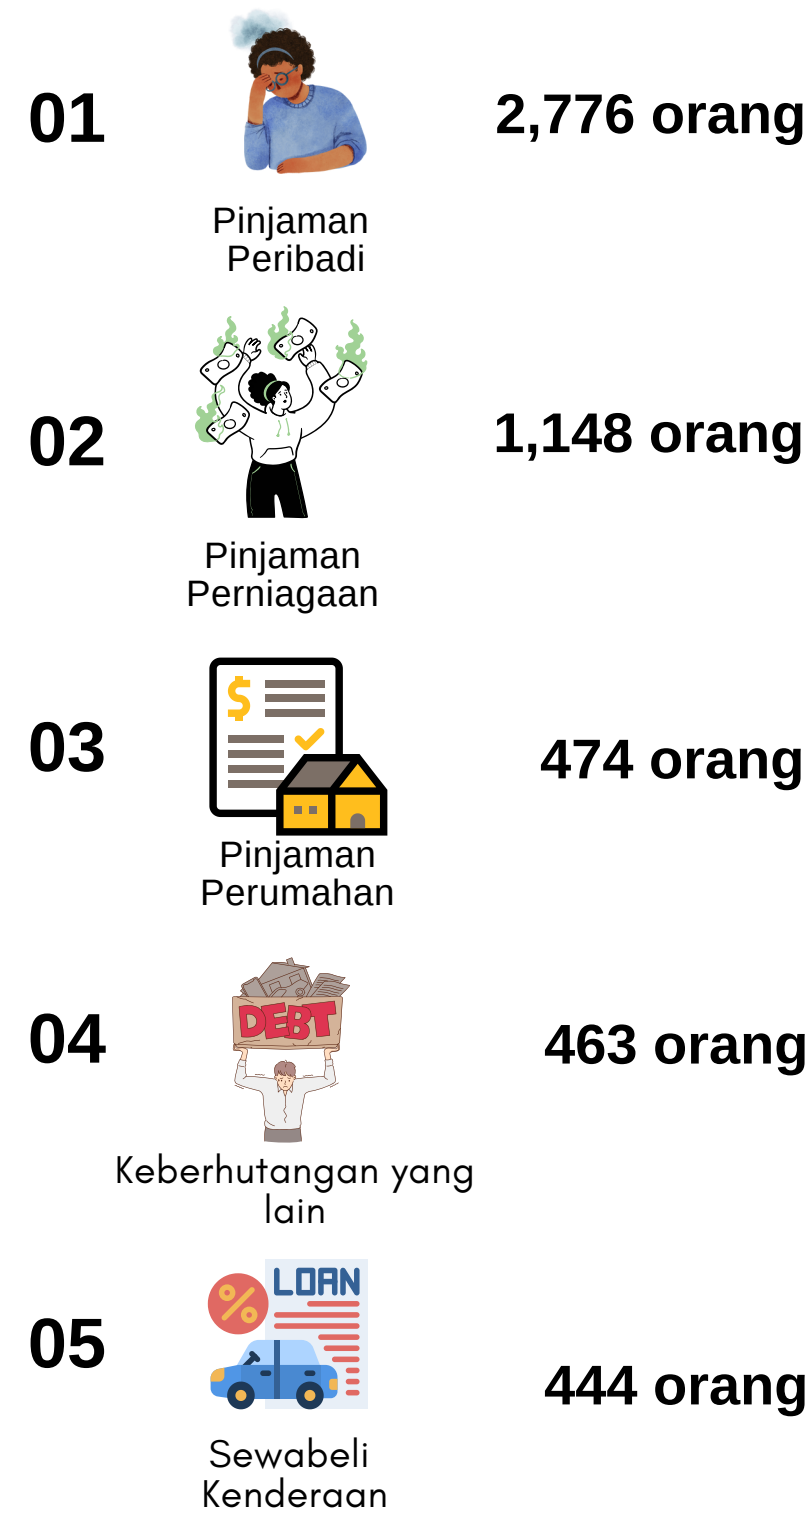 01
2,776 orang
Pinjaman
Peribadi
02
1,148 orang
Pinjaman
Perniagaan
03
$
474 orang
Pinjaman
Perumahan
DEBT
04
463 orang
Keberhutangan yang
lain
LOAN
%
05
444 orang
Sewabeli
Kenderaan